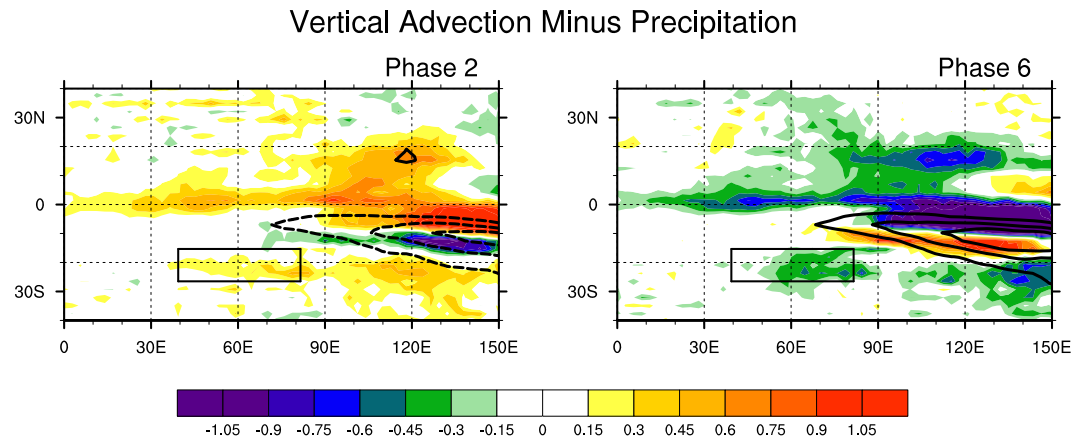 Vertical Advection Minus Precipitation
Phase 2
Phase 6
30N
0
30S
0 30E 60E 90E 120E 150E
30N
0
30S
0 30E 60E 90E 120E 150E
-1.05 -0.9 -0.75 -0.6 -0.45 -0.3 -0.15 0 0.15 0.3 0.45 0.6 0.75 0.9 1.05